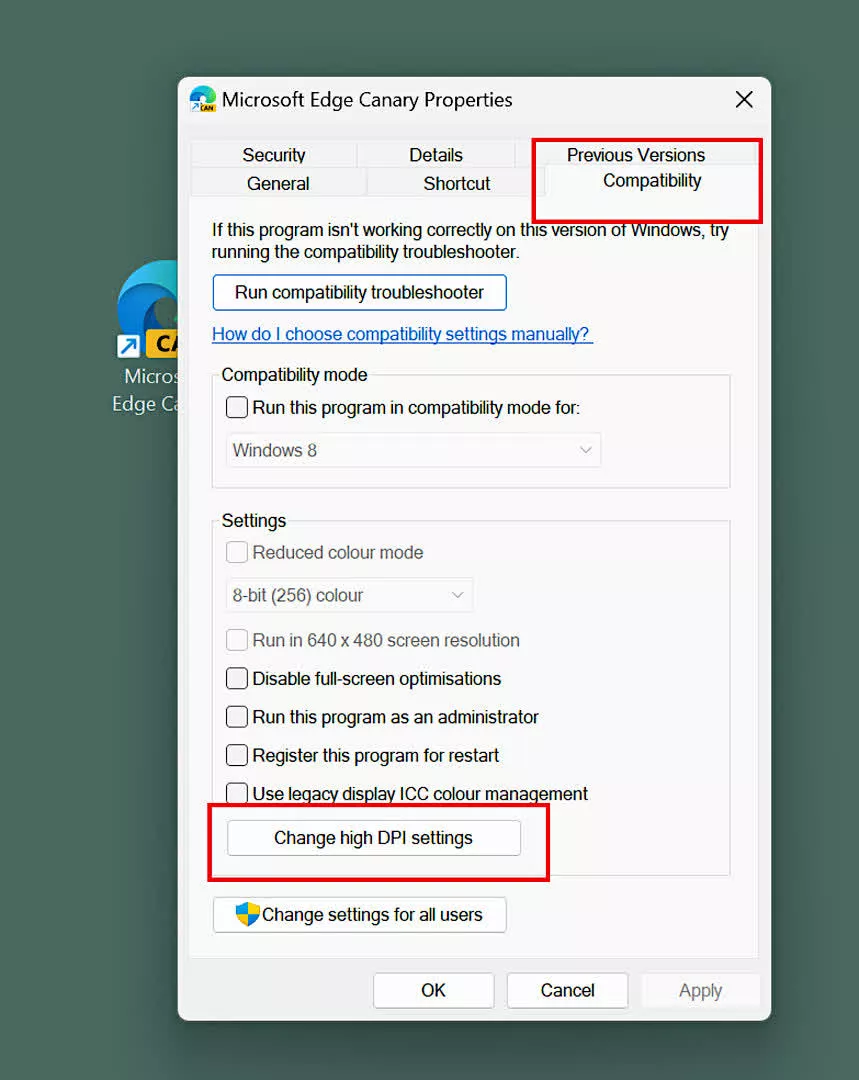 CAN
Microsoft Edge Canary Properties
Security
Details
Previous Versions
General
Shortcut
Compatibility
If this program isn't working correctly on this version of Windows, try
running the compatibility troubleshooter.
Run compatibility troubleshooter
How do I choose compatibility settings manually?
CA
Micros
Edge Ca
Compatibility mode
Run this program in compatibility mode for:
Windows 8
Settings
Reduced colour mode
8-bit (256) colour
Run in 640 x 480 screen resolution
Disable full-screen optimisations
Run this program as an administrator
Register this program for restart
Use legacy display ICC colour management
Change high DPI settings
Change settings for all users
OK
Cancel
Apply